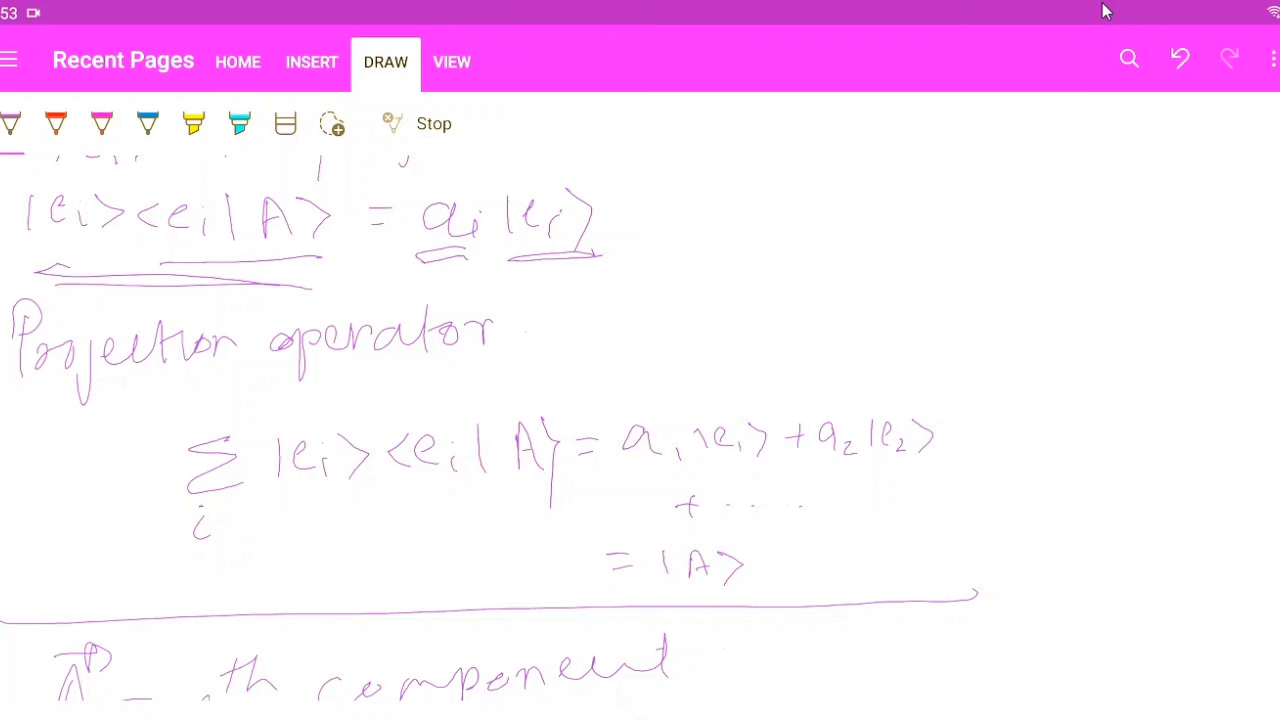 53
Recent Pages HOME INSERT DRAW VIEW
Stop
|ei><ei|A> = ai|ei>
Projection operator
∑ |ei><ei|A> = a1|e1> + a2|e2>
i
+ .....
= |A>
th component